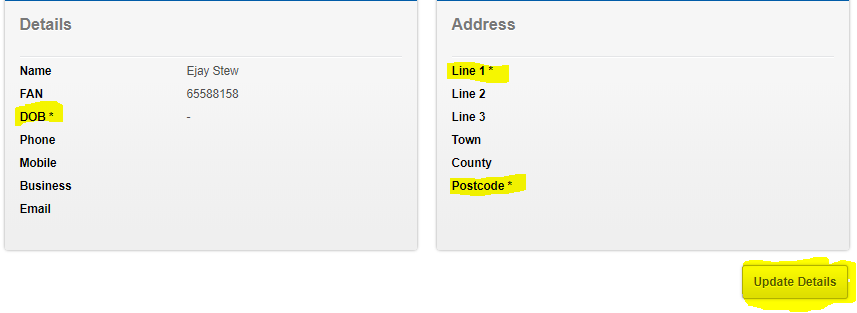 Details
Name Ejay Stew
FAN 65588158
DOB * -
Phone
Mobile
Business
Email
Address
Line 1 *
Line 2
Line 3
Town
County
Postcode *
Update Details